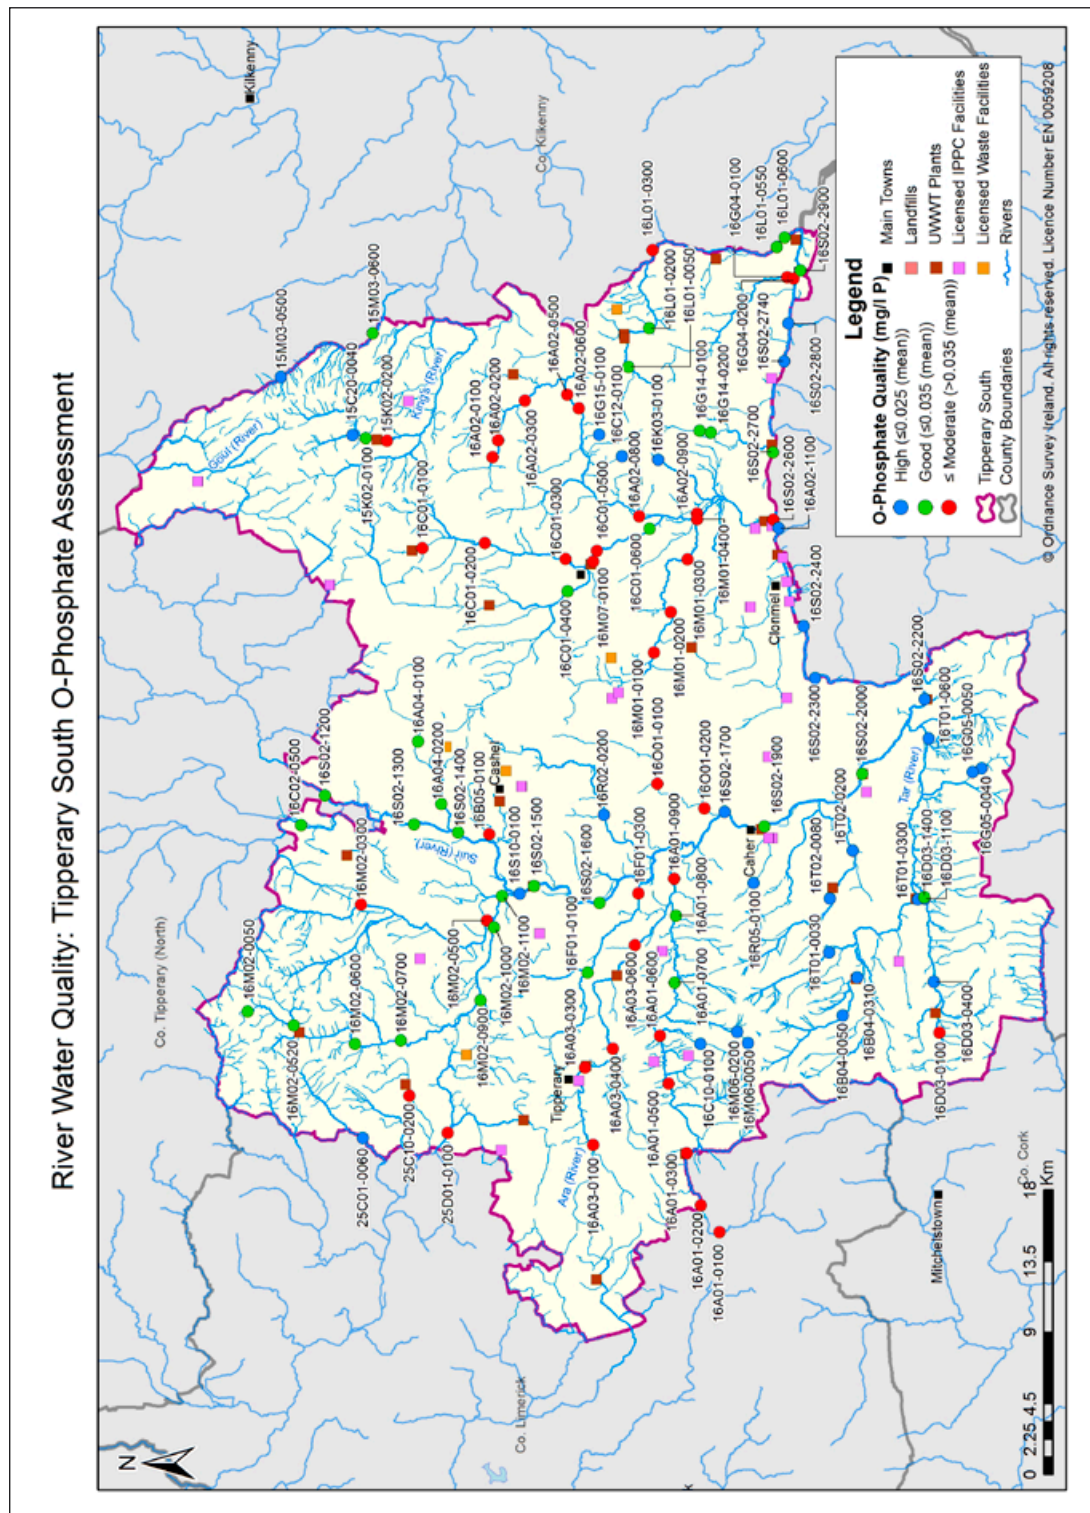 River Water Quality: Tipperary South O-Phosphate Assessment
N
Kilkenny
Co. Kilkenny
Co. Tipperary (North)
Co. Limerick
Co. Cork
Mitchelstown
Goul (River)
King's (River)
Suir (River)
Ara (River)
Tar (River)
Tipperary
Cashel
Caher
Clonmel
15M03-0500
15M03-0600
15C20-0040
15K02-0200
15K02-0100
16C01-0100
16C01-0200
16A02-0100
16A02-0200
16A02-0300
16A02-0500
16A02-0600
16G15-0100
16C12-0100
16K03-0100
16L01-0300
16L01-0200
16L01-0050
16G14-0100
16G14-0200
16G04-0100
16L01-0550
16L01-0600
16S02-2900
16G04-0200
16S02-2740
16S02-2800
16S02-2700
16S02-2600
16A02-1100
16S02-2400
16C01-0300
16C01-0500
16A02-0800
16A02-0900
16C01-0600
16C01-0400
16M07-0100
16M01-0400
16M01-0300
16M01-0200
16M01-0100
16C02-0500
16S02-1200
16S02-1300
16A04-0100
16A04-0200
16S02-1400
16B05-0100
16S10-0100
16S02-1500
16R02-0200
16O01-0100
16O01-0200
16S02-1700
16S02-1900
16S02-2300
16S02-2000
16S02-2200
16T01-0600
16G05-0050
16G05-0040
16T02-0200
16T02-0080
16T01-0300
16D03-1400
16D03-1100
16T01-0030
16R05-0100
16B04-0310
16B04-0050
16D03-0400
16D03-0100
16M02-0050
16M02-0300
16M02-0520
16M02-0600
16M02-0700
16M02-0500
16M02-1000
16M02-1100
16M02-0900
16S02-1600
16F01-0300
16F01-0100
16A01-0900
16A01-0800
16A01-0700
16A01-0600
16A03-0600
16A03-0300
16A03-0400
16A01-0500
16C10-0100
16M06-0200
16M06-0050
25C01-0060
25C10-0200
25D01-0100
16A03-0100
16A01-0300
16A01-0200
16A01-0100
Legend
O-Phosphate Quality (mg/l P)
High (≤0.025 (mean))
Good (≤0.035 (mean))
≤ Moderate (>0.035 (mean))
Tipperary South
County Boundaries
Main Towns
Landfills
UWWT Plants
Licensed IPPC Facilities
Licensed Waste Facilities
Rivers
0 2.25 4.5 9 13.5 18 Km
© Ordnance Survey Ireland. All rights reserved. Licence Number EN 0059208